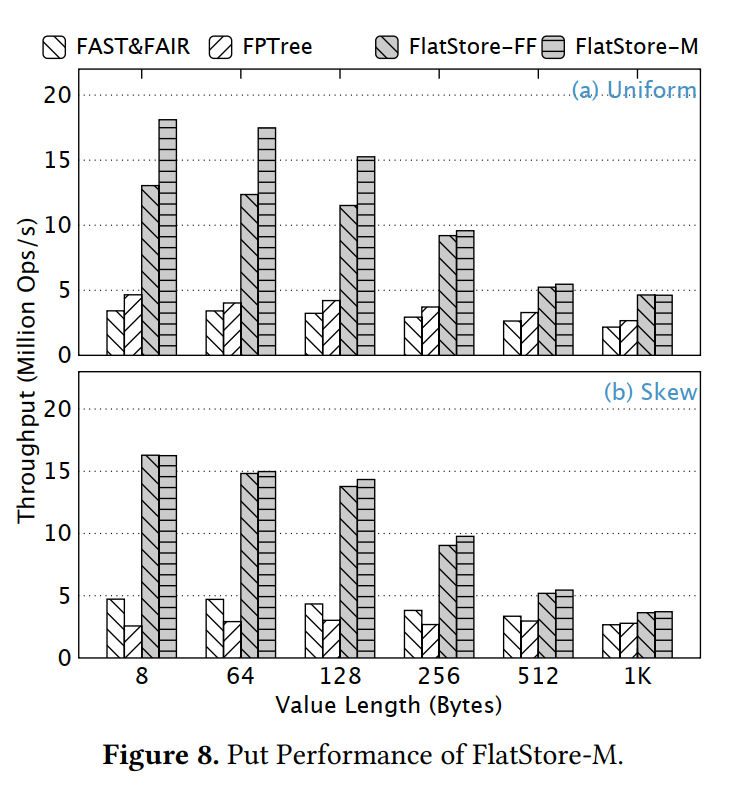 FAST&FAIR FPTree FlatStore-FF FlatStore-M
(a) Uniform
20
15
10
5
0
(b) Skew
20
15
10
5
0
Throughput (Million Ops/s)
8 64 128 256 512 1K
Value Length (Bytes)
Figure 8. Put Performance of FlatStore-M.